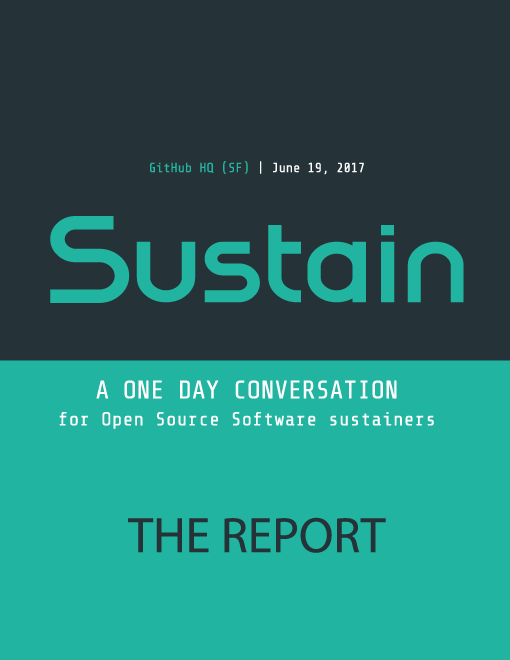 GitHub HQ (SF) | June 19, 2017
Sustain
A ONE DAY CONVERSATION
for Open Source Software sustainers
THE REPORT